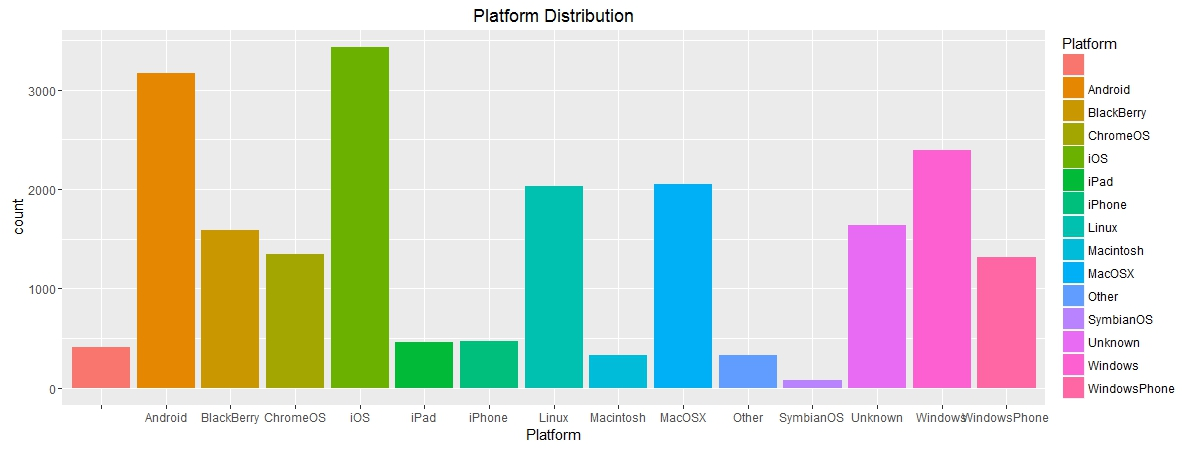 Platform Distribution
count
3000
2000
1000
0
Android BlackBerry ChromeOS iOS iPad iPhone Linux Macintosh MacOSX Other SymbianOS Unknown Windows WindowsPhone
Platform
Platform
Android
BlackBerry
ChromeOS
iOS
iPad
iPhone
Linux
Macintosh
MacOSX
Other
SymbianOS
Unknown
Windows
WindowsPhone